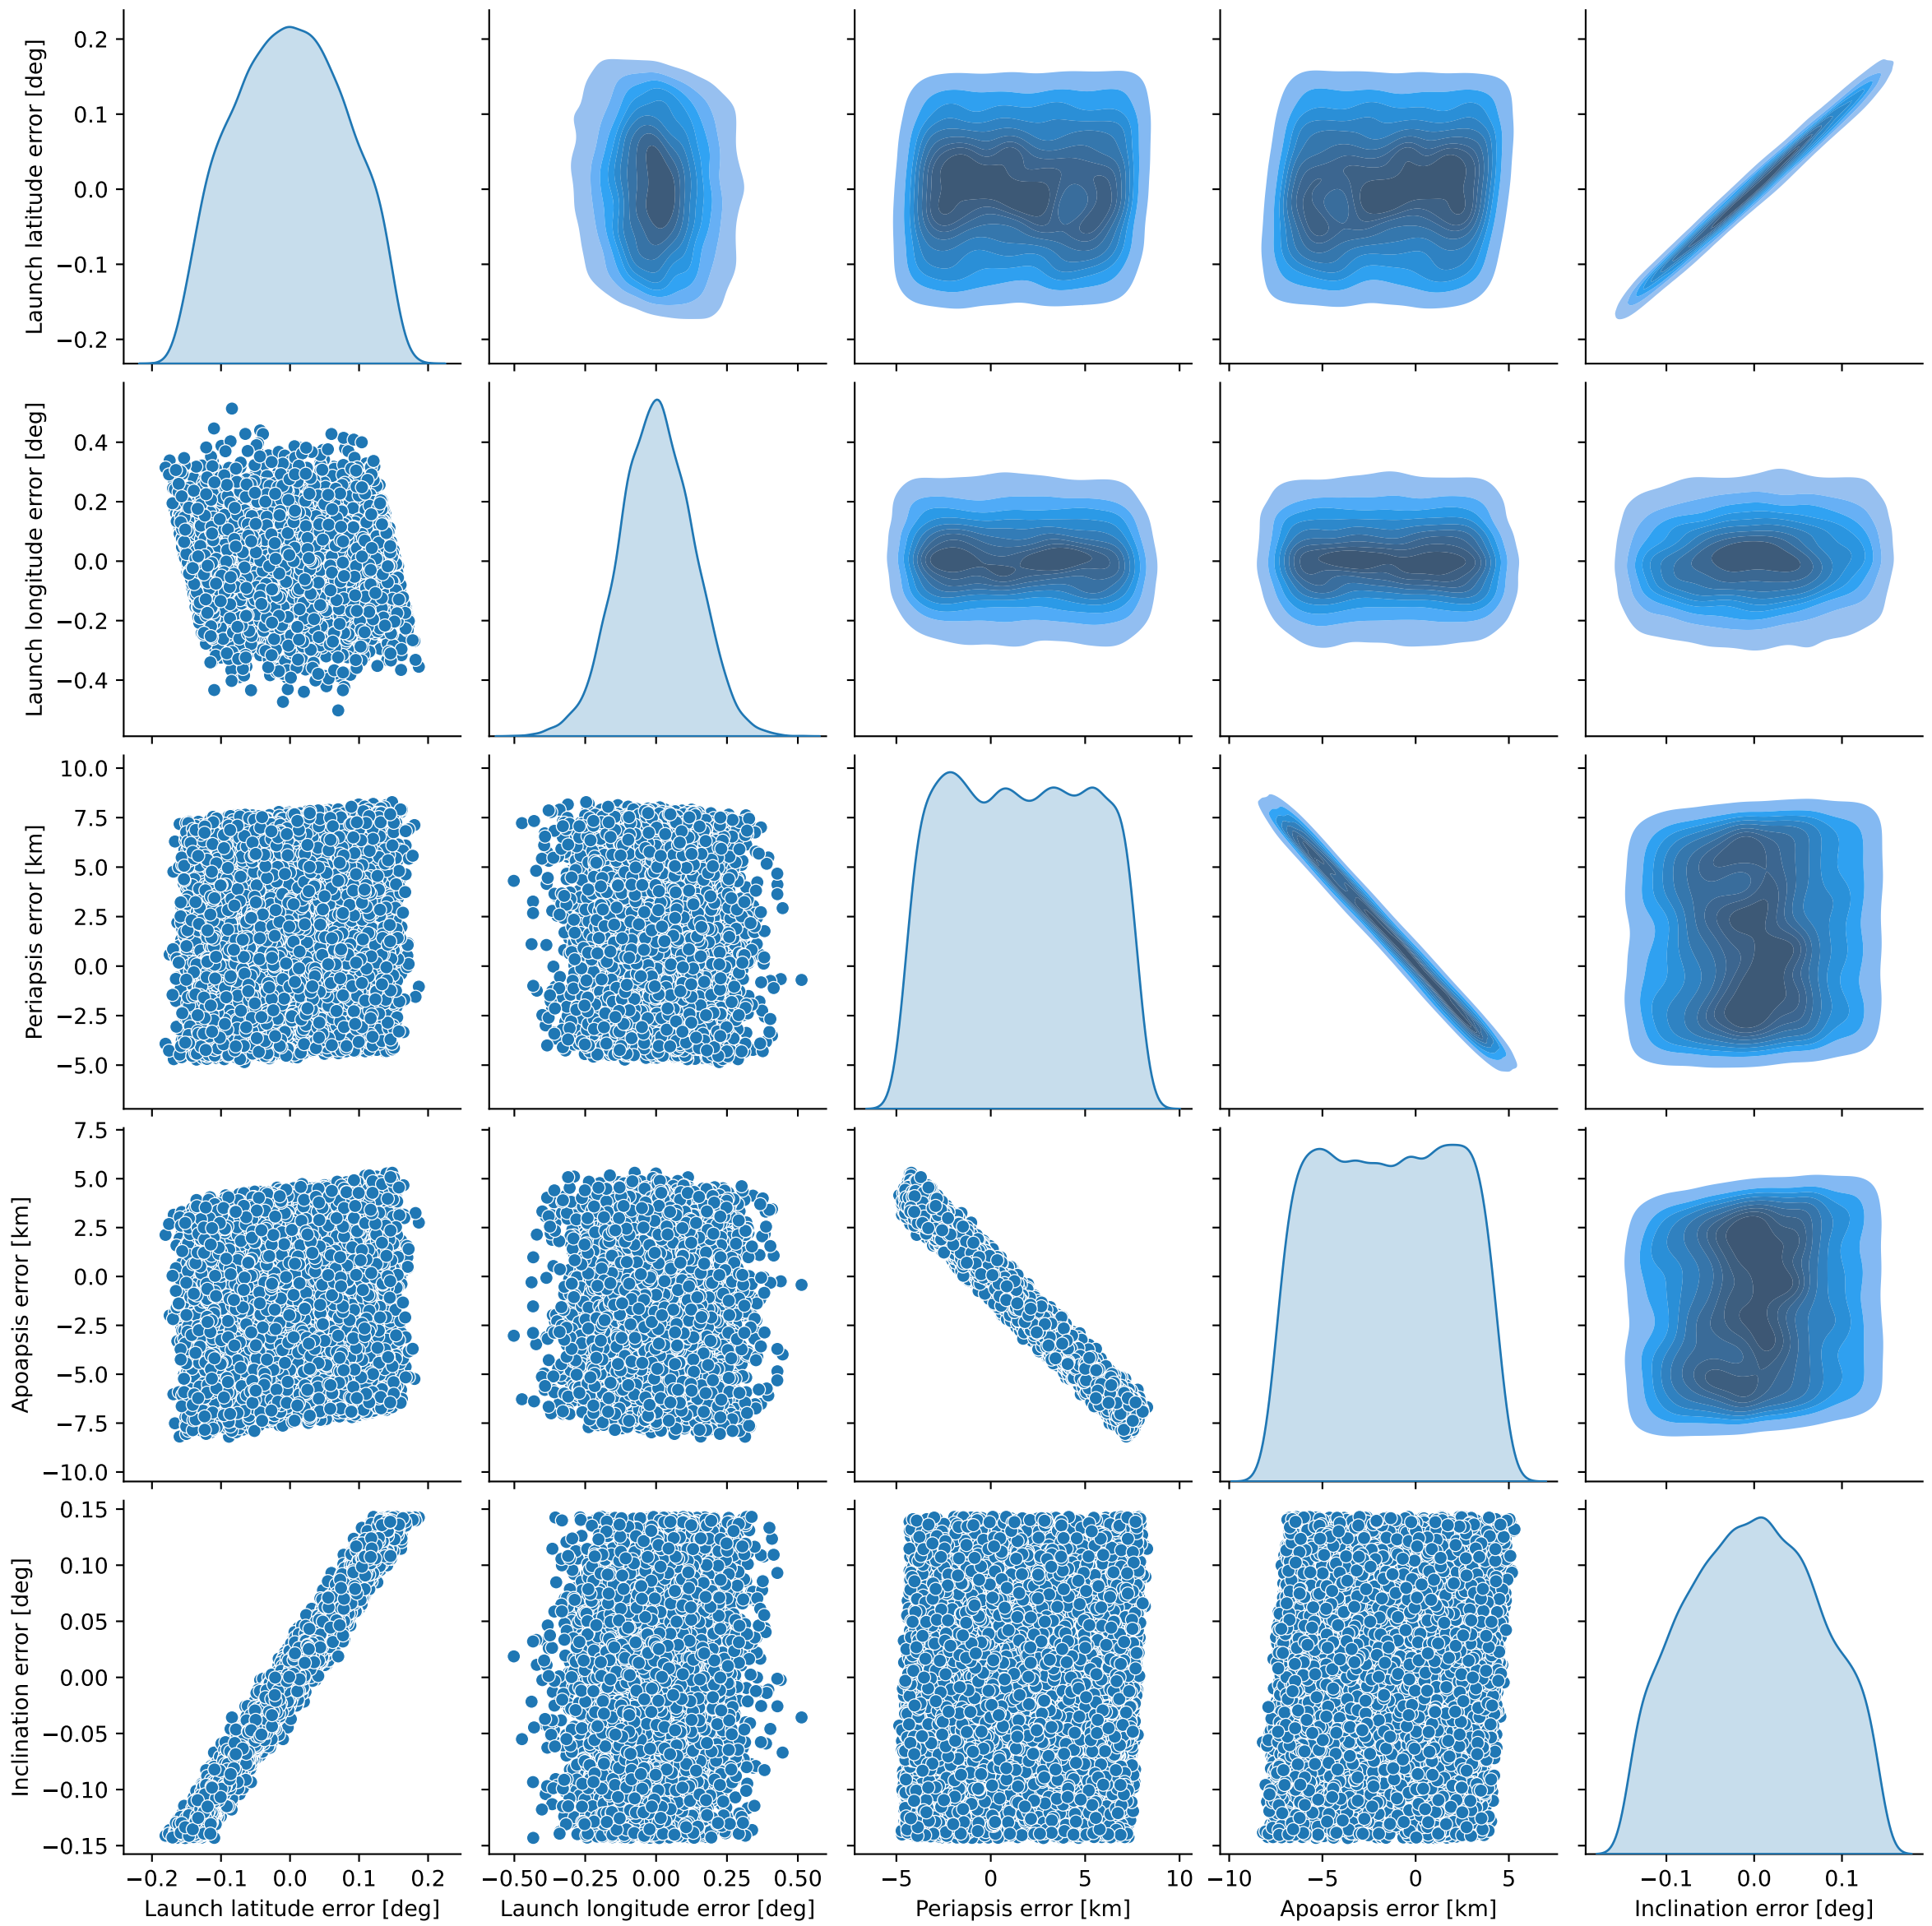 Launch latitude error [deg]
0.2
0.1
0.0
−0.1
−0.2
Launch longitude error [deg]
0.4
0.2
0.0
−0.2
−0.4
Periapsis error [km]
10.0
7.5
5.0
2.5
0.0
−2.5
−5.0
Apoapsis error [km]
7.5
5.0
2.5
0.0
−2.5
−5.0
−7.5
−10.0
Inclination error [deg]
0.15
0.10
0.05
0.00
−0.05
−0.10
−0.15
−0.2 −0.1 0.0 0.1 0.2
−0.50 −0.25 0.00 0.25 0.50
−5 0 5 10
−10 −5 0 5
−0.1 0.0 0.1
Launch latitude error [deg]
Launch longitude error [deg]
Periapsis error [km]
Apoapsis error [km]
Inclination error [deg]